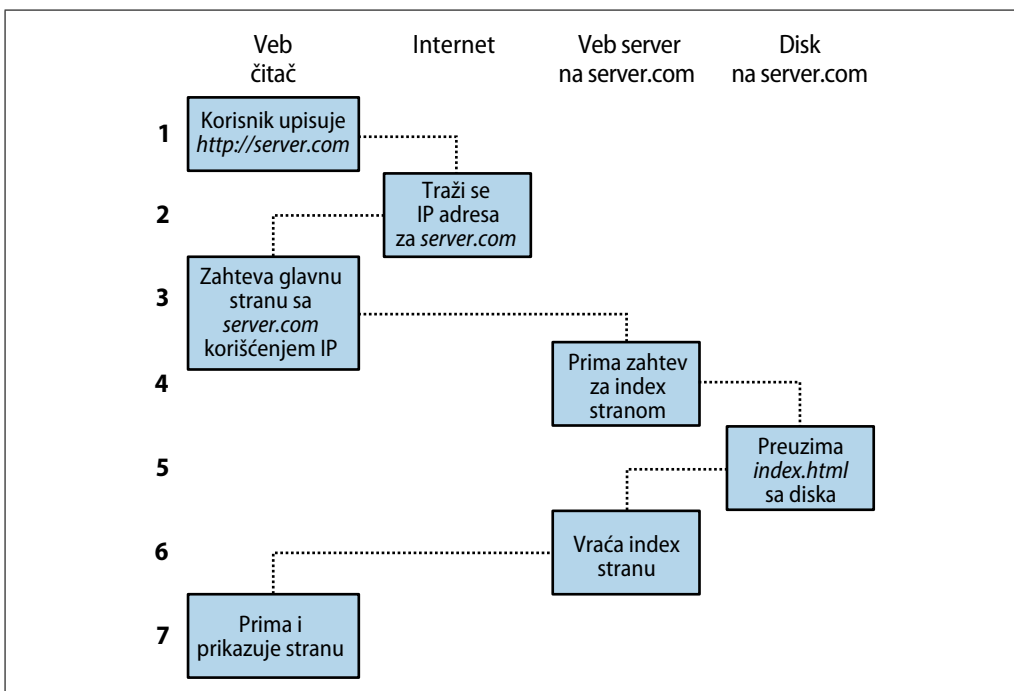 Veb
čitač
Internet
Veb server
na server.com
Disk
na server.com
1
Korisnik upisuje
http://server.com
2
Traži se
IP adresa
za server.com
3
Zahteva glavnu
stranu sa
server.com
korišćenjem IP
4
Prima zahtev
za index
stranom
5
Preuzima
index.html
sa diska
6
Vraća index
stranu
7
Prima i
prikazuje stranu